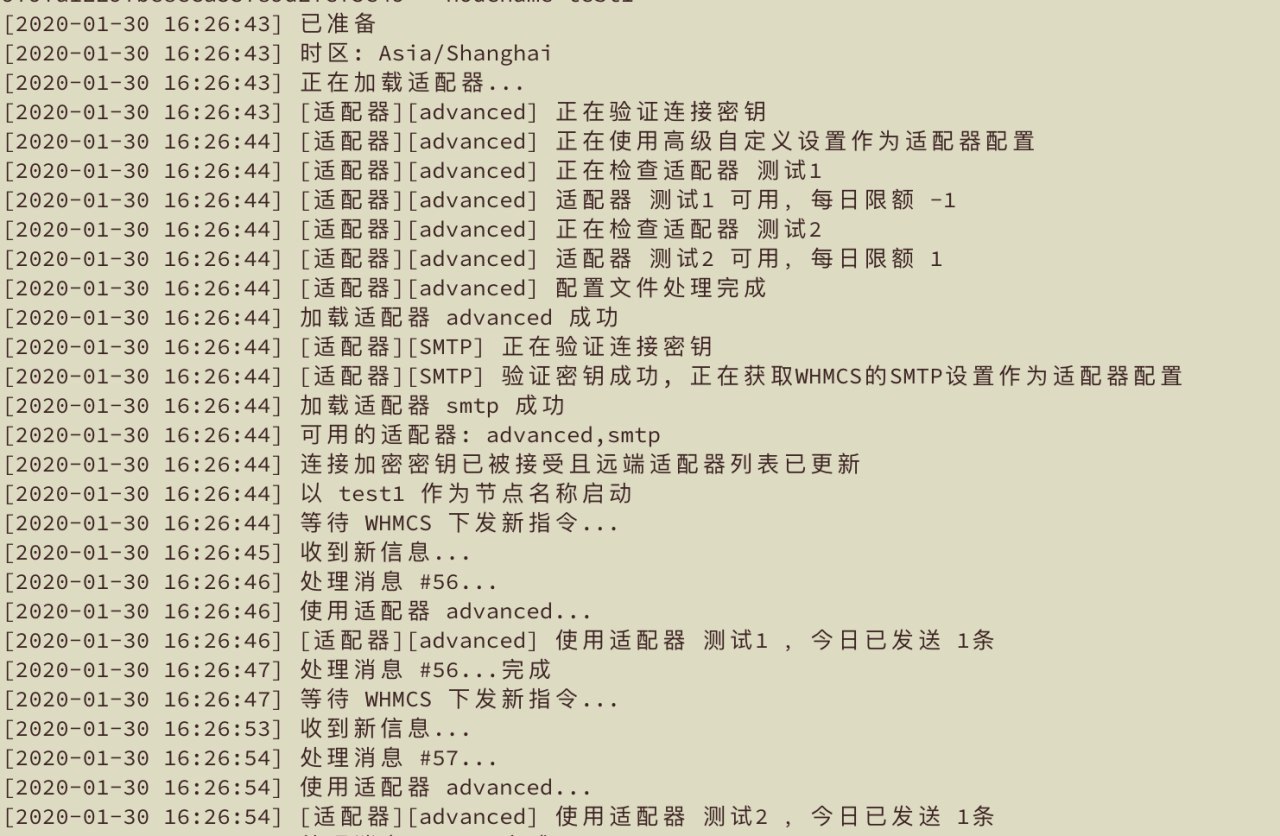 [2020-01-30 16:26:43] 已准备
[2020-01-30 16:26:43] 时区: Asia/Shanghai
[2020-01-30 16:26:43] 正在加载适配器...
[2020-01-30 16:26:43] [适配器][advanced] 正在验证连接密钥
[2020-01-30 16:26:44] [适配器][advanced] 正在使用高级自定义设置作为适配器配置
[2020-01-30 16:26:44] [适配器][advanced] 正在检查适配器 测试1
[2020-01-30 16:26:44] [适配器][advanced] 适配器 测试1 可用, 每日限额 -1
[2020-01-30 16:26:44] [适配器][advanced] 正在检查适配器 测试2
[2020-01-30 16:26:44] [适配器][advanced] 适配器 测试2 可用, 每日限额 1
[2020-01-30 16:26:44] [适配器][advanced] 配置文件处理完成
[2020-01-30 16:26:44] 加载适配器 advanced 成功
[2020-01-30 16:26:44] [适配器][SMTP] 正在验证连接密钥
[2020-01-30 16:26:44] [适配器][SMTP] 验证密钥成功, 正在获取WHMCS的SMTP设置作为适配器配置
[2020-01-30 16:26:44] 加载适配器 smtp 成功
[2020-01-30 16:26:44] 可用的适配器: advanced,smtp
[2020-01-30 16:26:44] 连接加密密钥已被接受且远端适配器列表已更新
[2020-01-30 16:26:44] 以 test1 作为节点名称启动
[2020-01-30 16:26:44] 等待 WHMCS 下发新指令...
[2020-01-30 16:26:45] 收到新信息...
[2020-01-30 16:26:46] 处理消息 #56...
[2020-01-30 16:26:46] 使用适配器 advanced...
[2020-01-30 16:26:46] [适配器][advanced] 使用适配器 测试1 , 今日已发送 1条
[2020-01-30 16:26:47] 处理消息 #56...完成
[2020-01-30 16:26:47] 等待 WHMCS 下发新指令...
[2020-01-30 16:26:53] 收到新信息...
[2020-01-30 16:26:54] 处理消息 #57...
[2020-01-30 16:26:54] 使用适配器 advanced...
[2020-01-30 16:26:54] [适配器][advanced] 使用适配器 测试2 , 今日已发送 1条